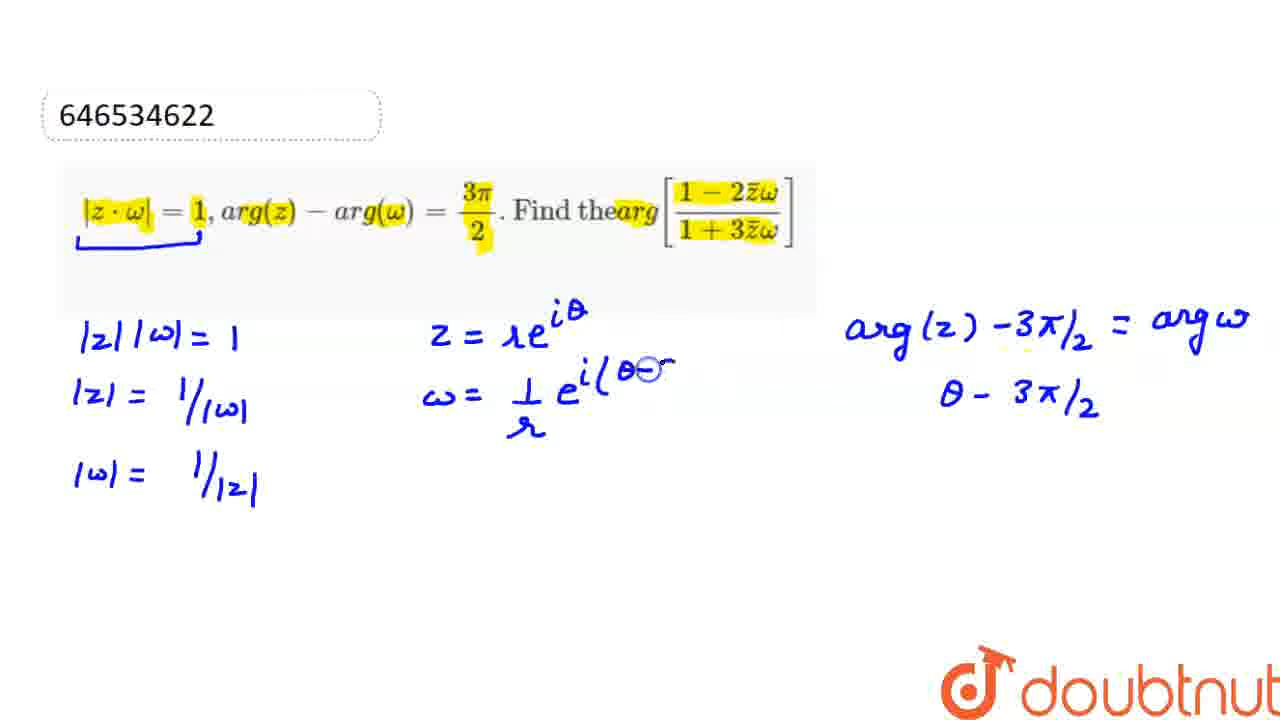 646534622
|z · ω| = 1, arg(z) − arg(ω) = 3π/2. Find the arg[(1 − 2z̅ω)/(1 + 3z̅ω)]
|z| |ω| = 1
z = re^{iθ}
arg(z) − 3π/2 = arg ω
|z| = 1/|ω|
ω = 1/r e^{i(θ−
θ − 3π/2
|ω| = 1/|z|
doubtnut